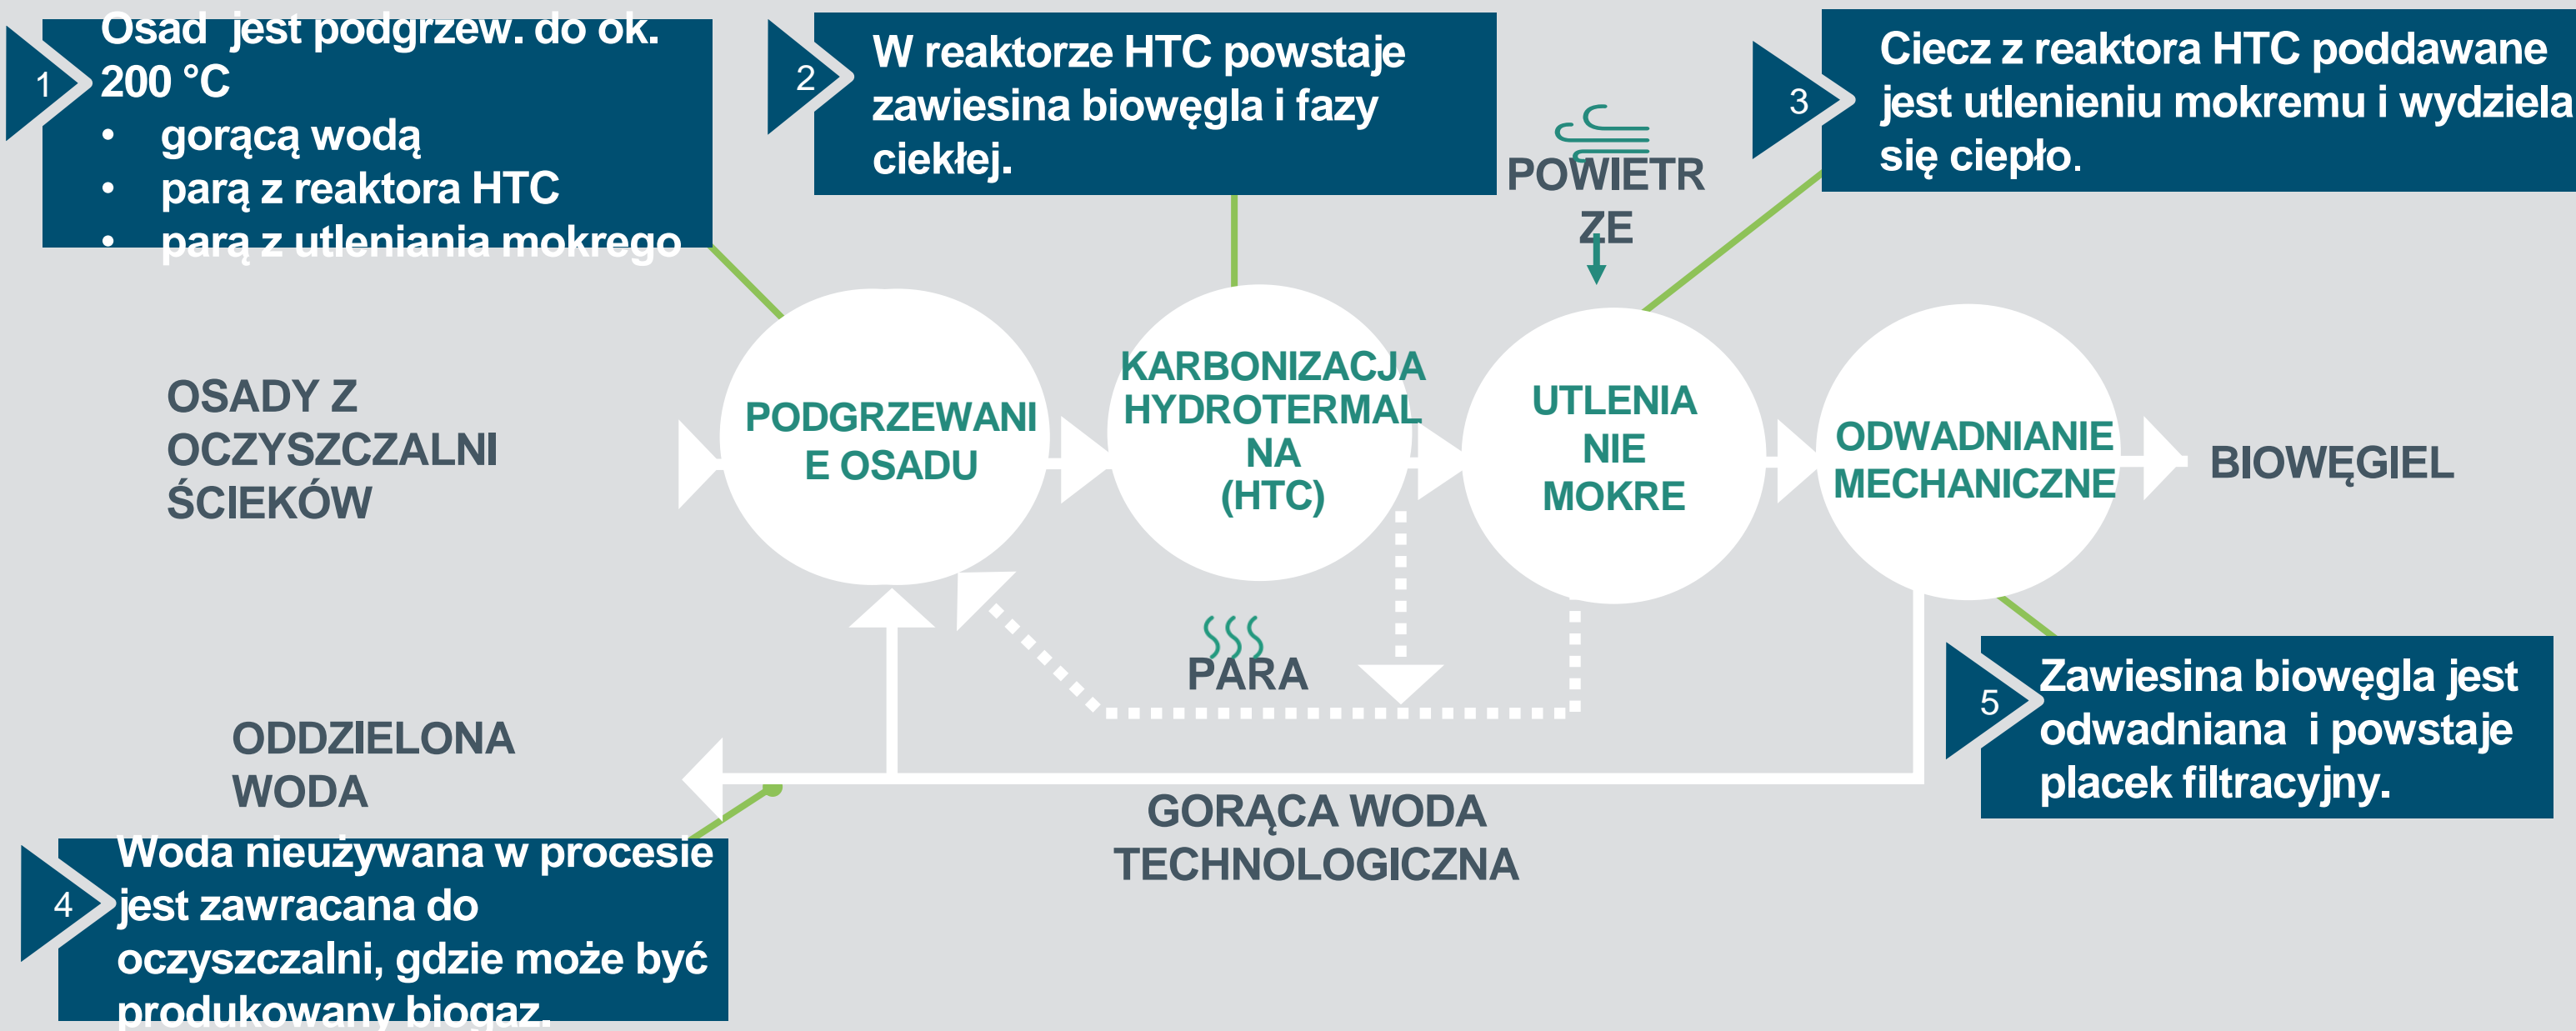 1
Osad jest podgrzew. do ok.
200 °C
• gorącą wodą
• parą z reaktora HTC
• parą z utleniania mokrego
2
W reaktorze HTC powstaje
zawiesina biowęgla i fazy
ciekłej.
POWIETR
ZE
3
Ciecz z reaktora HTC poddawane
jest utlenieniu mokremu i wydziela
się ciepło.
OSADY Z
OCZYSZCZALNI
ŚCIEKÓW
PODGRZEWANI
E OSADU
KARBONIZACJA
HYDROTERMAL
NA
(HTC)
UTLENIA
NIE
MOKRE
ODWADNIANIE
MECHANICZNE
BIOWĘGIEL
PARA
ODDZIELONA
WODA
GORĄCA WODA
TECHNOLOGICZNA
5
Zawiesina biowęgla jest
odwadniana i powstaje
placek filtracyjny.
4
Woda nieużywana w procesie
jest zawracana do
oczyszczalni, gdzie może być
produkowany biogaz.